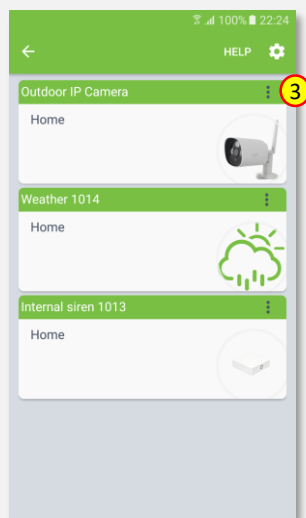 100% 22:24
HELP
Outdoor IP Camera
3
Home
Weather 1014
Home
Internal siren 1013
Home